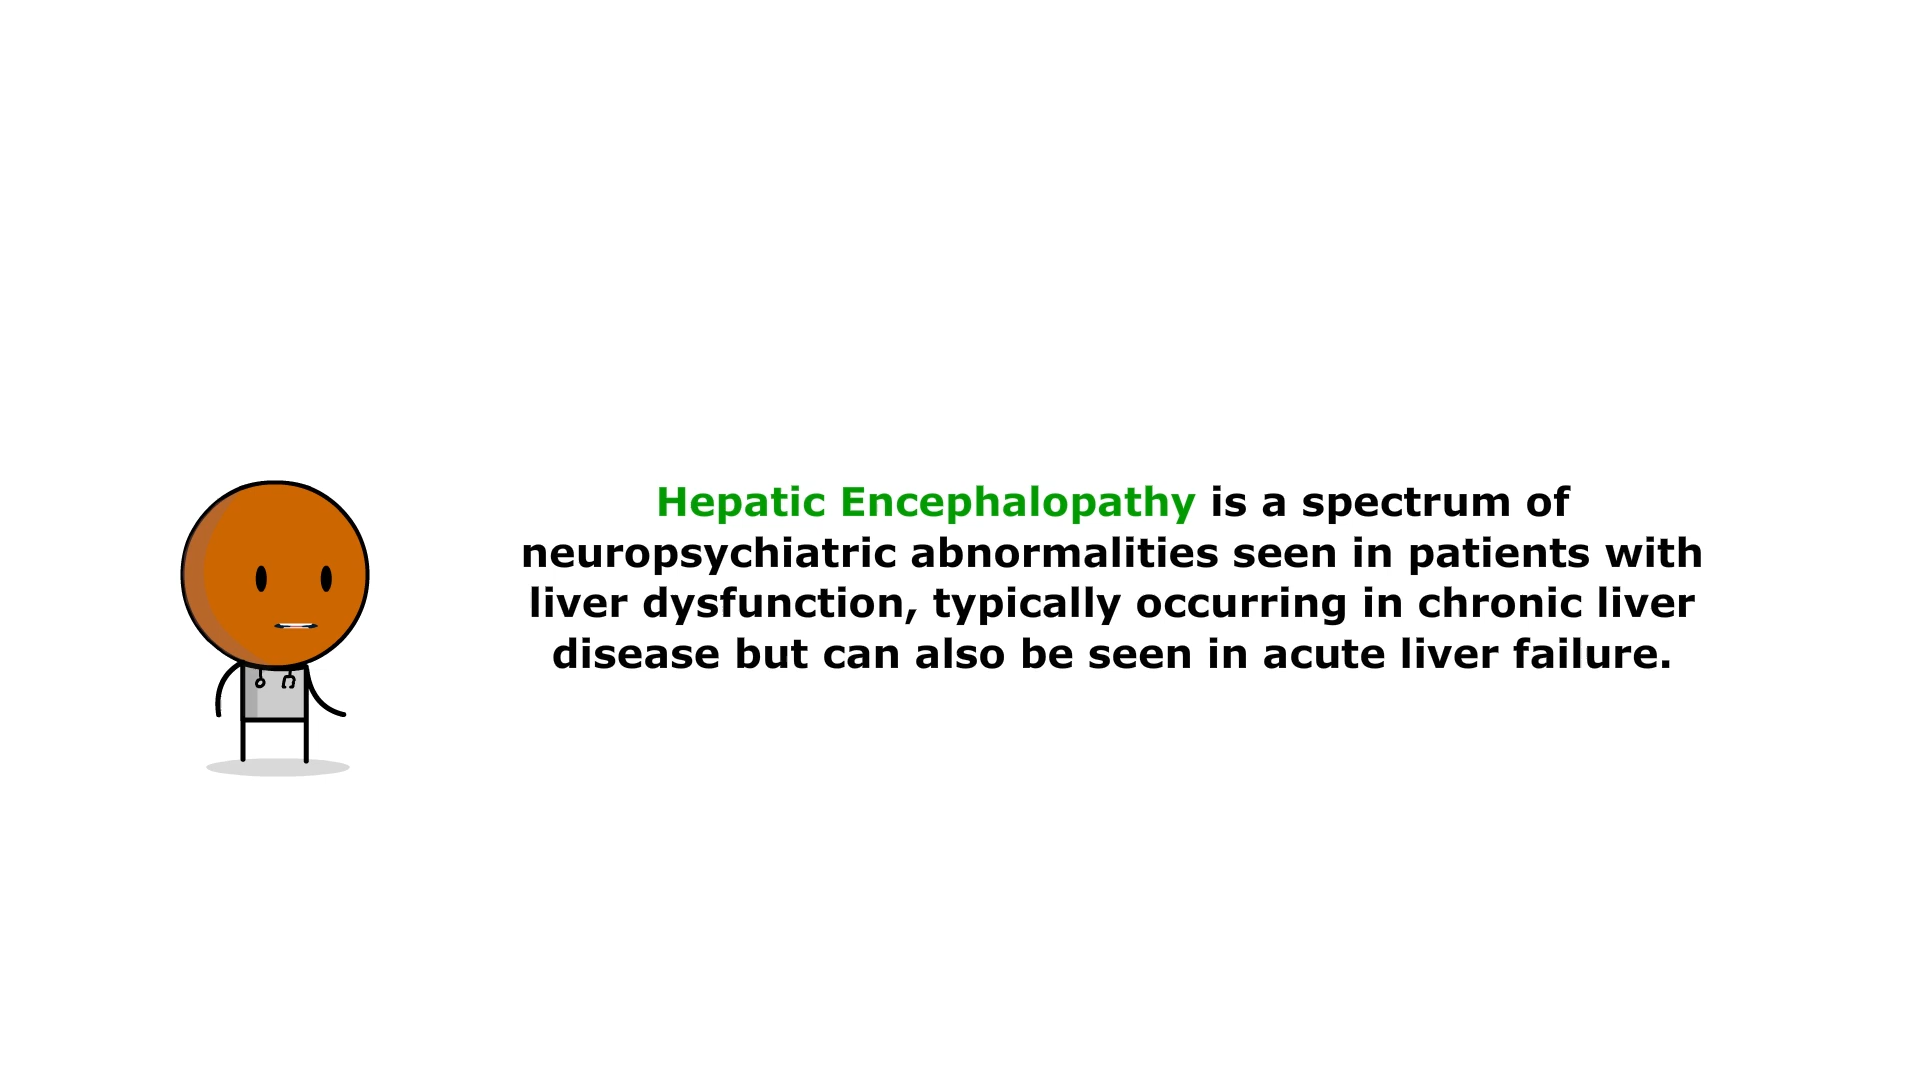 Hepatic Encephalopathy is a spectrum of
neuropsychiatric abnormalities seen in patients with
liver dysfunction, typically occurring in chronic liver
disease but can also be seen in acute liver failure.